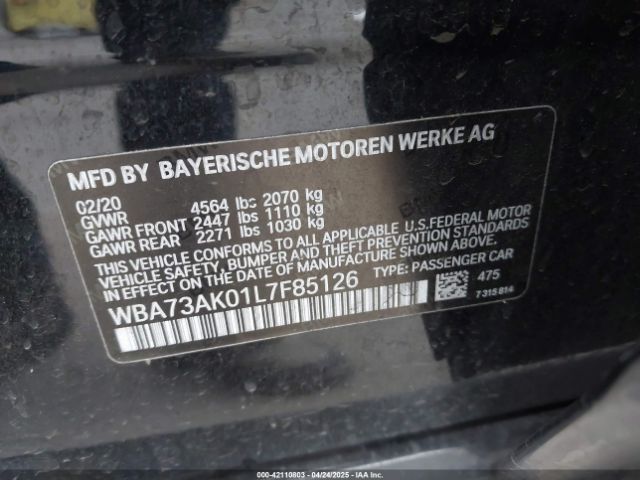 MFD BY BAYERISCHE MOTOREN WERKE AG
02/20
GVWR 4564 lbs 2070 kg
GAWR FRONT 2447 lbs 1110 kg
GAWR REAR 2271 lbs 1030 kg
THIS VEHICLE CONFORMS TO ALL APPLICABLE U.S.FEDERAL MOTOR
VEHICLE SAFETY, BUMPER, AND THEFT PREVENTION STANDARDS
IN EFFECT ON THE DATE OF MANUFACTURE SHOWN ABOVE.
WBA73AK01L7F85126 TYPE: PASSENGER CAR
475
7315814
000-42110803 - 04/24/2025 - IAAI.COM